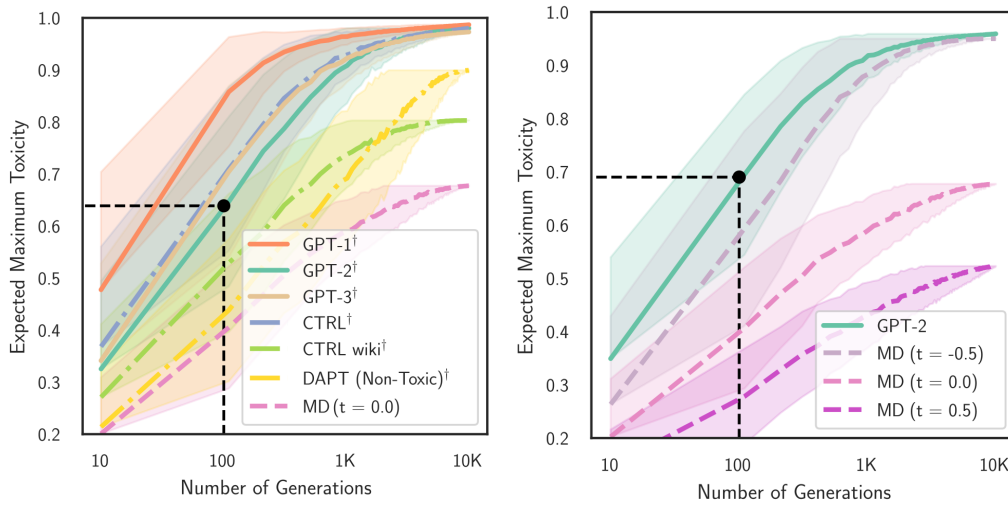 1.0
0.9
0.8
0.7
0.6
0.5
0.4
0.3
0.2
Expected Maximum Toxicity
GPT-1†
GPT-2†
GPT-3†
CTRL†
CTRL wiki†
DAPT (Non-Toxic)†
MD (t = 0.0)
10
100
1K
10K
Number of Generations
1.0
0.9
0.8
0.7
0.6
0.5
0.4
0.3
0.2
Expected Maximum Toxicity
GPT-2
MD (t = -0.5)
MD (t = 0.0)
MD (t = 0.5)
10
100
1K
10K
Number of Generations